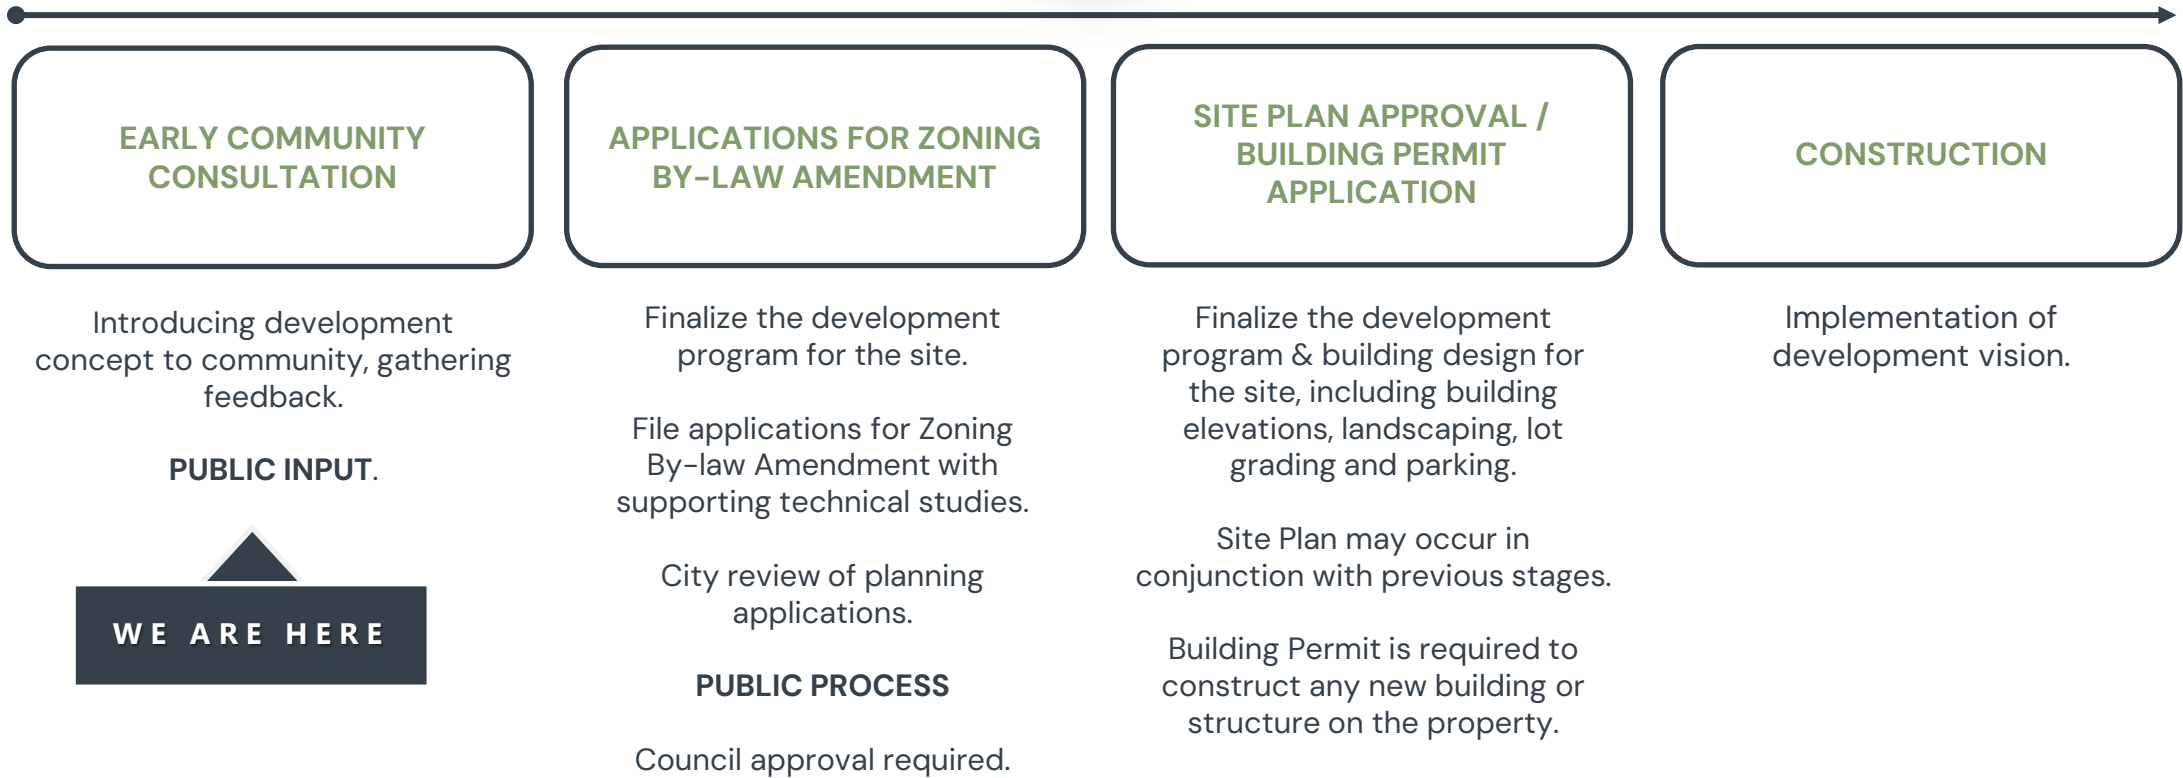 EARLY COMMUNITY
CONSULTATION
Introducing development
concept to community, gathering
feedback.
PUBLIC INPUT.
WE ARE HERE
APPLICATIONS FOR ZONING
BY-LAW AMENDMENT
Finalize the development
program for the site.
File applications for Zoning
By-law Amendment with
supporting technical studies.
City review of planning
applications.
PUBLIC PROCESS
Council approval required.
SITE PLAN APPROVAL /
BUILDING PERMIT
APPLICATION
Finalize the development
program & building design for
the site, including building
elevations, landscaping, lot
grading and parking.
Site Plan may occur in
conjunction with previous stages.
Building Permit is required to
construct any new building or
structure on the property.
CONSTRUCTION
Implementation of
development vision.